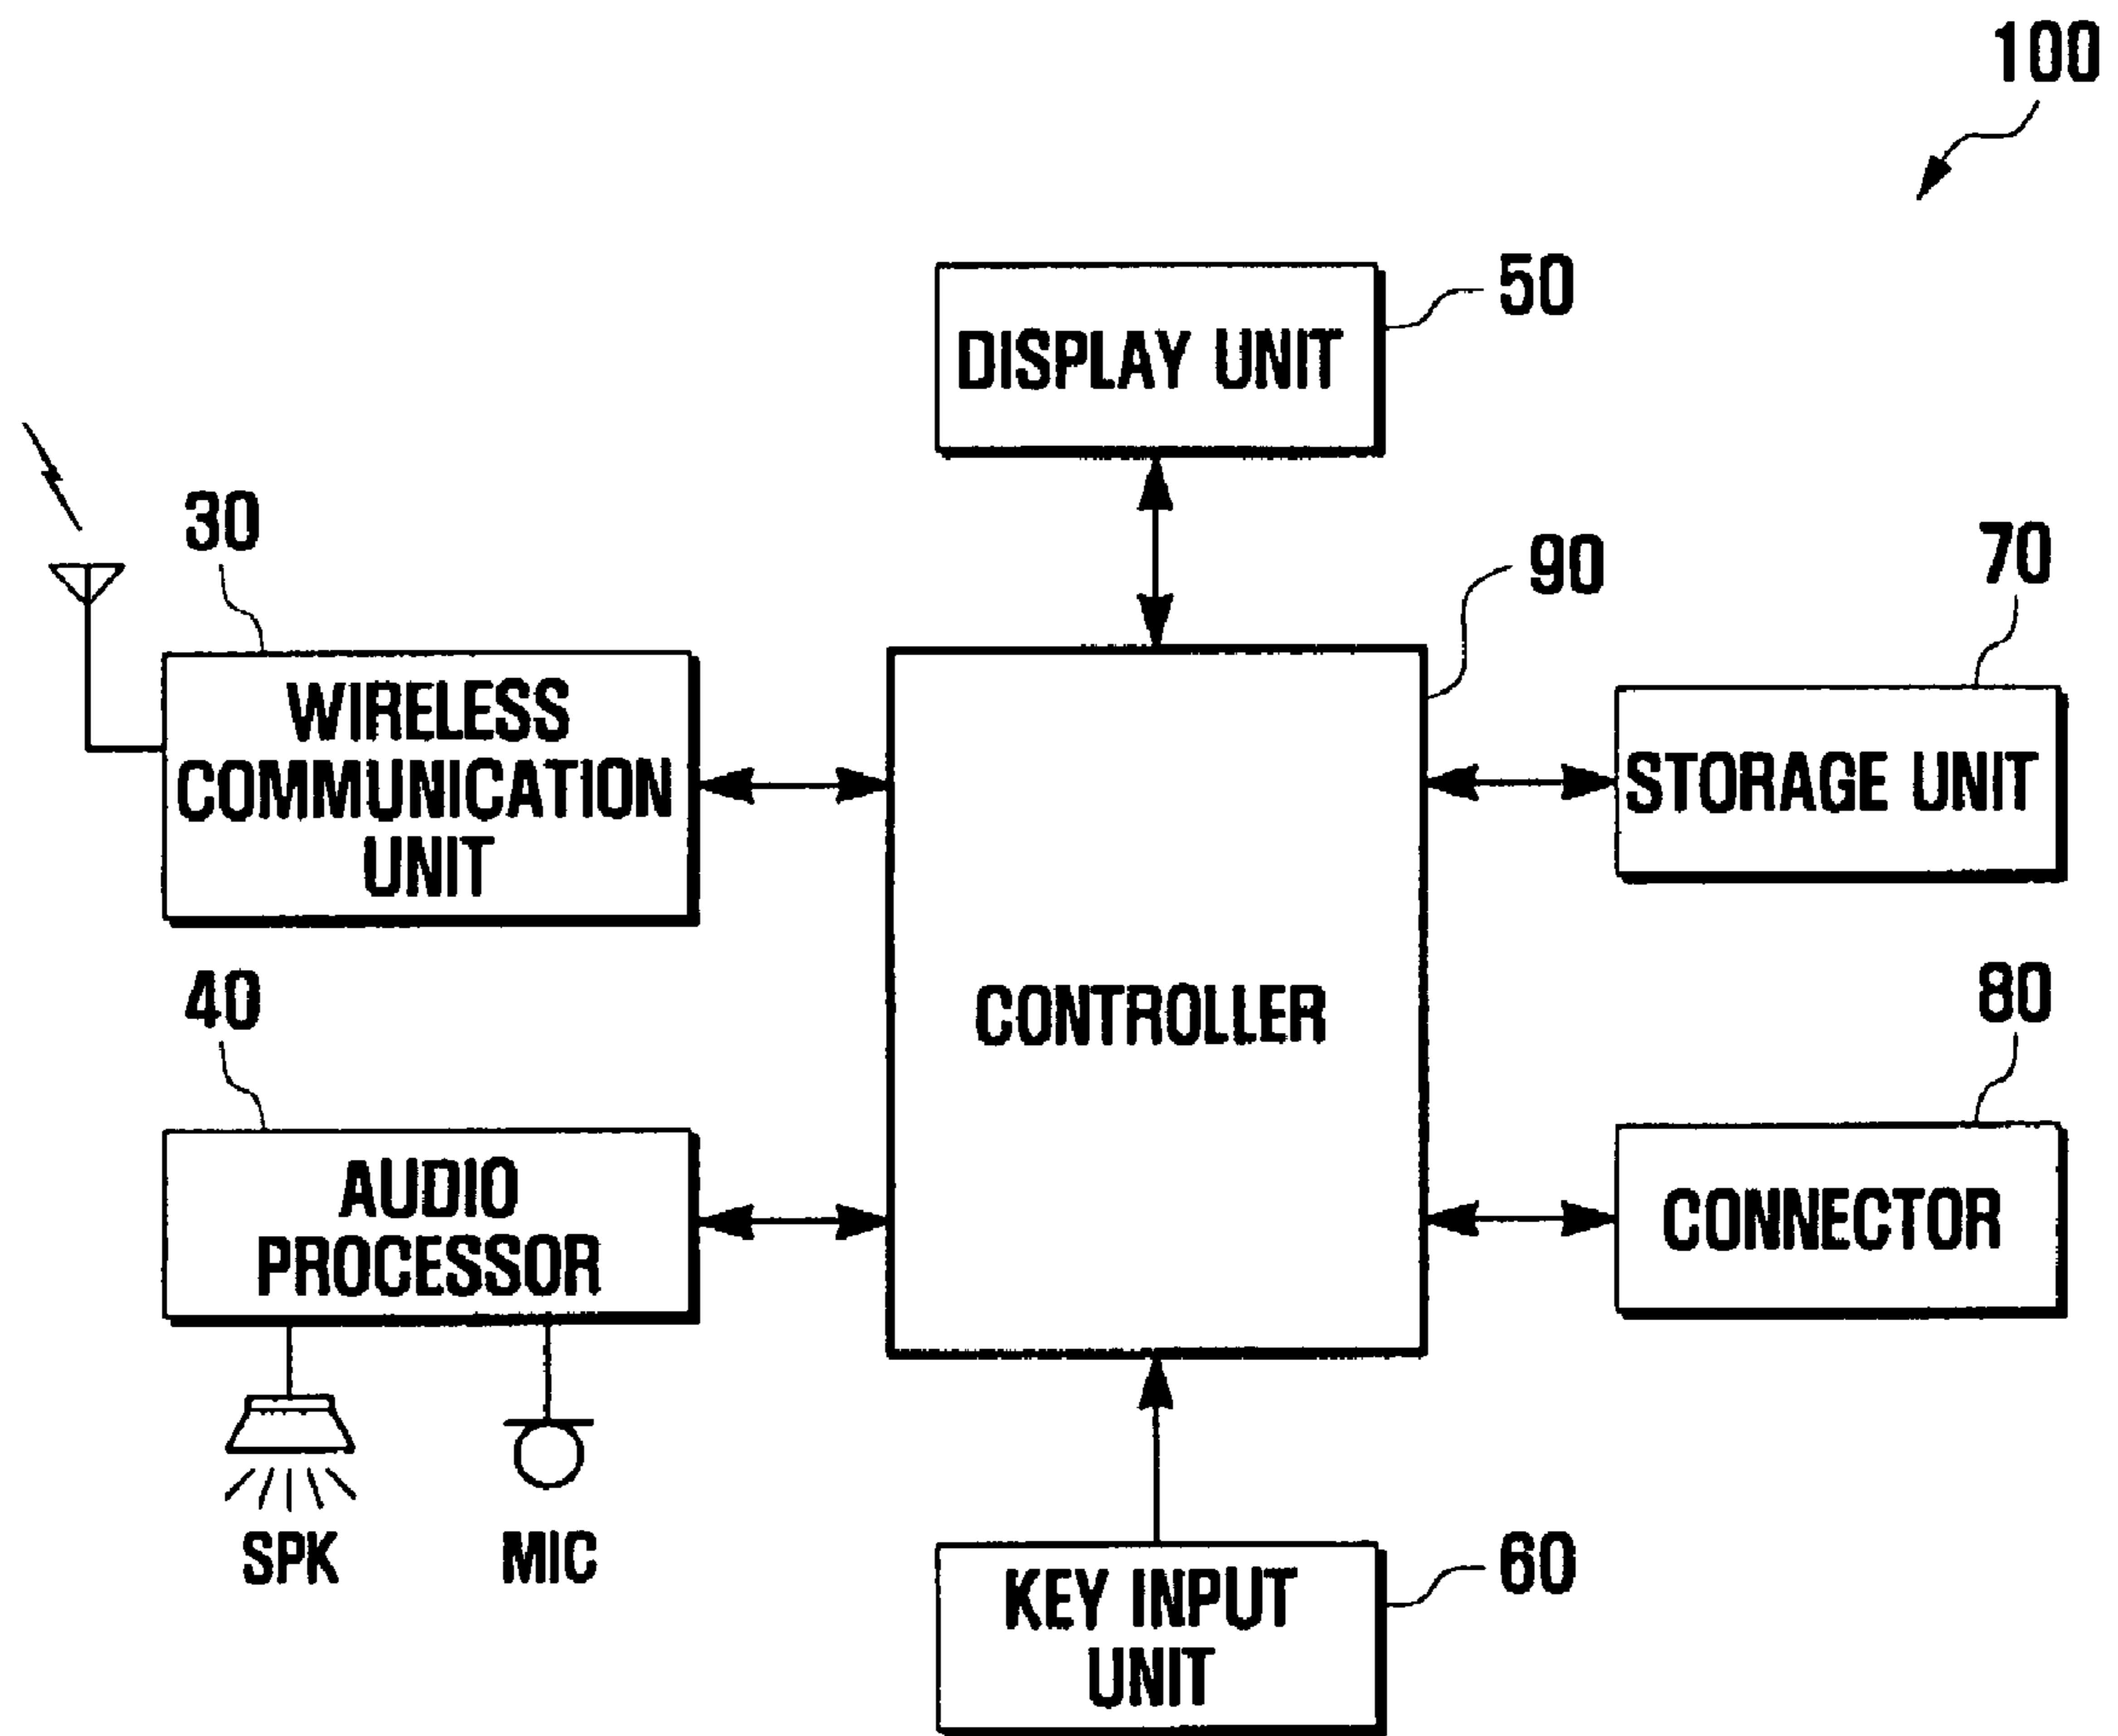 100
50
DISPLAY UNIT
30
90
70
WIRELESS
COMMUNICATION
UNIT
STORAGE UNIT
40
CONTROLLER
80
AUDIO
PROCESSOR
CONNECTOR
SPK
MIC
60
KEY INPUT
UNIT